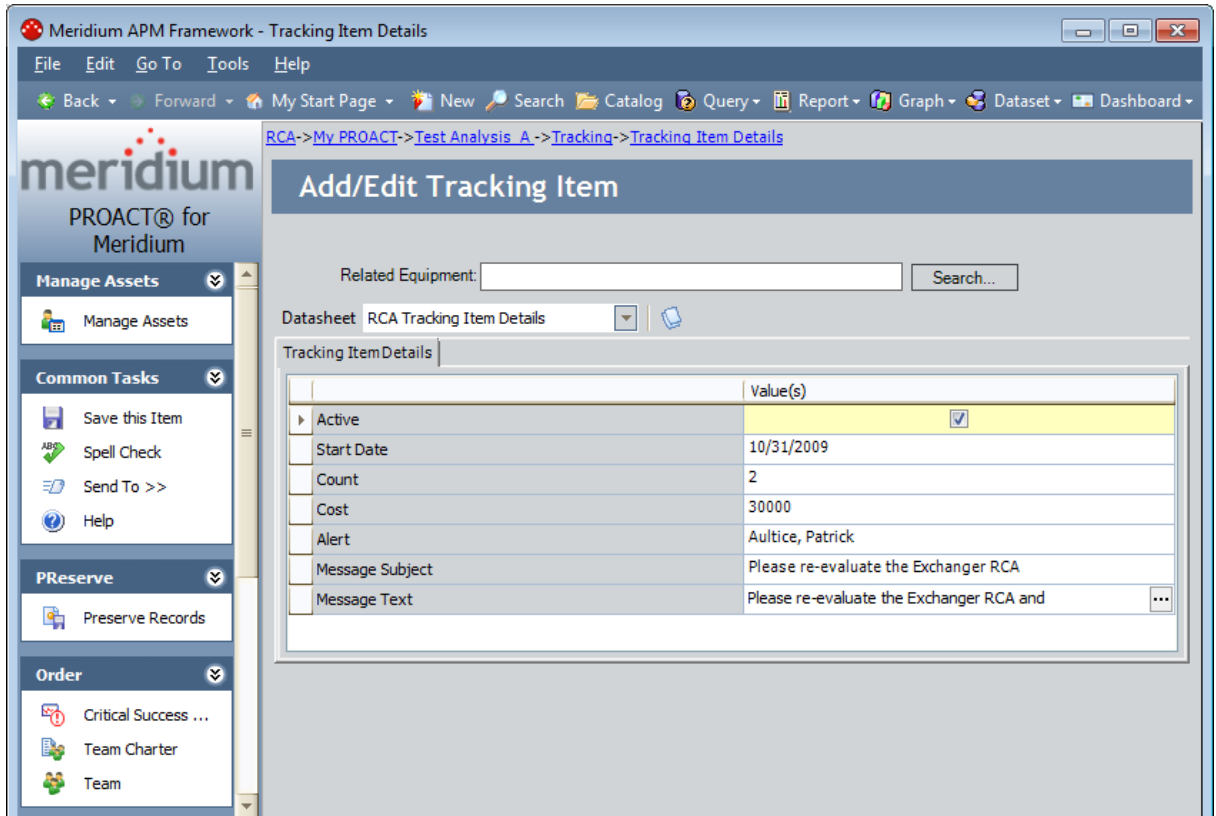 Meridium APM Framework - Tracking Item Details
File Edit Go To Tools Help
Back Forward My Start Page New Search Catalog Query Report Graph Dataset Dashboard
RCA->My PROACT->Test Analysis A ->Tracking->Tracking Item Details
meridium
PROACT® for
Meridium
Add/Edit Tracking Item
Manage Assets
Manage Assets
Common Tasks
Save this Item
ABC
Spell Check
Send To >>
Help
PReserve
Preserve Records
Order
Critical Success ...
Team Charter
Team
Related Equipment:
Search...
Datasheet RCA Tracking Item Details
Tracking Item Details
Value(s)
Active
Start Date 10/31/2009
Count 2
Cost 30000
Alert Aultice, Patrick
Message Subject Please re-evaluate the Exchanger RCA
Message Text Please re-evaluate the Exchanger RCA and ...